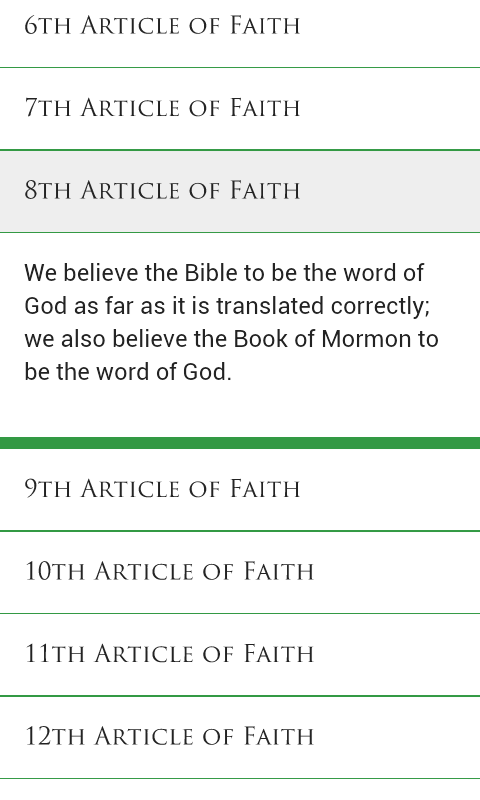 6th Article of Faith
7th Article of Faith
8th Article of Faith
We believe the Bible to be the word of
God as far as it is translated correctly;
we also believe the Book of Mormon to
be the word of God.
9th Article of Faith
10th Article of Faith
11th Article of Faith
12th Article of Faith